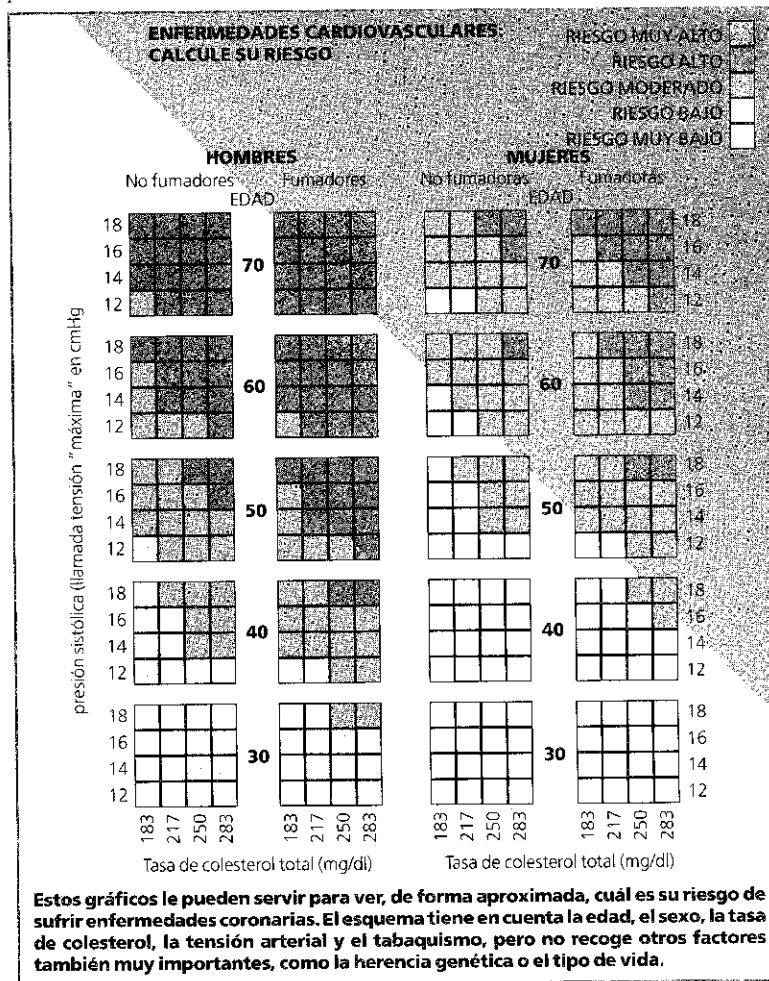 ENFERMEDADES CARDIOVASCULARES:
CALCULE SU RIESGO
RIESGO MUY ALTO
RIESGO ALTO
RIESGO MODERADO
RIESGO BAJO
RIESGO MUY BAJO
HOMBRES
MUJERES
No fumadores
Fumadores
No fumadoras
Fumadoras
EDAD
EDAD
18
16
14
12
70
70
18
16
14
12
18
16
14
12
60
60
18
16
14
12
18
16
14
12
50
50
18
16
14
12
18
16
14
12
40
40
18
16
14
12
18
16
14
12
30
30
18
16
14
12
presión sistólica (llamada tensión "máxima" en cmHg
183 217 250 283
183 217 250 283
183 217 250 283
183 217 250 283
Tasa de colesterol total (mg/dl)
Tasa de colesterol total (mg/dl)
Estos gráficos le pueden servir para ver, de forma aproximada, cuál es su riesgo de
sufrir enfermedades coronarias. El esquema tiene en cuenta la edad, el sexo, la tasa
de colesterol, la tensión arterial y el tabaquismo, pero no recoge otros factores
también muy importantes, como la herencia genética o el tipo de vida.